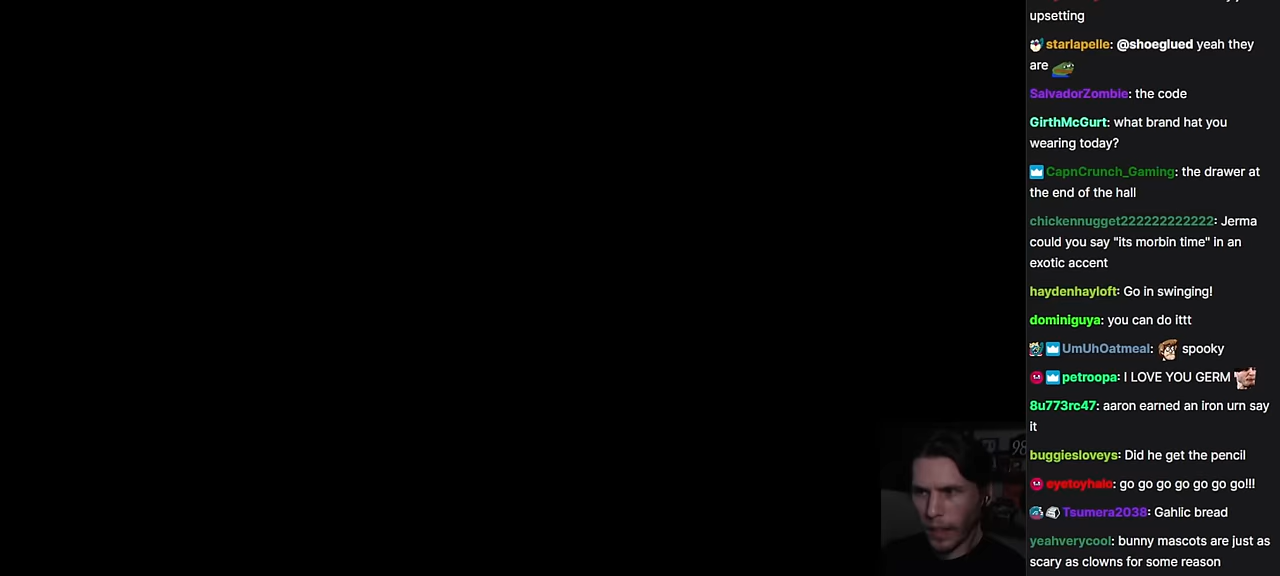 upsetting
starlapelle: @shoeglued yeah they
are
SalvadorZombie: the code
GirthMcGurt: what brand hat you
wearing today?
CapnCrunch_Gaming: the drawer at
the end of the hall
chickennugget222222222222: Jerma
could you say "its morbin time" in an
exotic accent
haydenhayloft: Go in swinging!
dominiguya: you can do ittt
UmUhOatmeal: spooky
petroopa: I LOVE YOU GERM
8u773rc47: aaron earned an iron urn say
it
buggiesloveys: Did he get the pencil
eyetoyhalo: go go go go go go go!!!
Tsumera2038: Gahlic bread
yeahverycool: bunny mascots are just as
scary as clowns for some reason
98